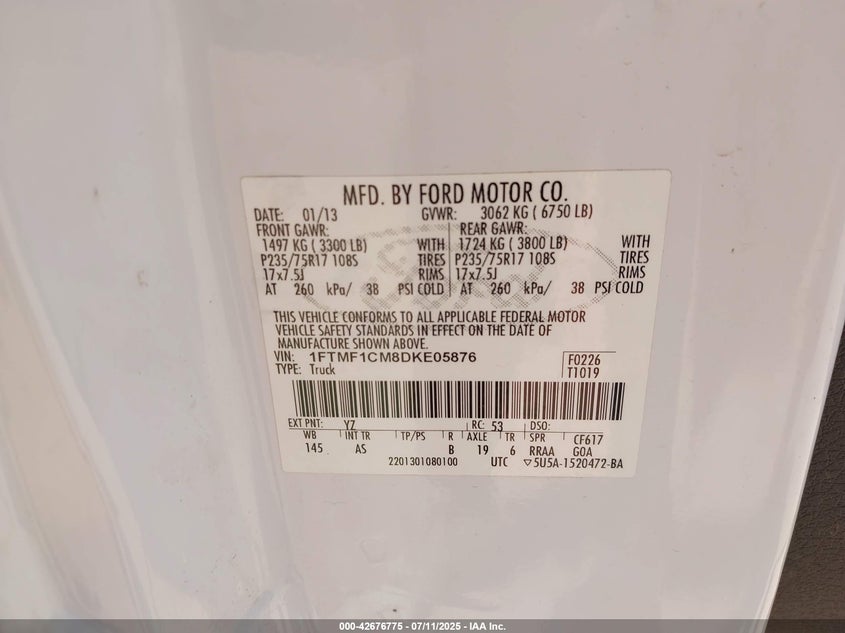 MFD. BY FORD MOTOR CO.
DATE: 01/13 GVWR: 3062 KG ( 6750 LB)
FRONT GAWR: REAR GAWR:
1497 KG ( 3300 LB) WITH 1724 KG ( 3800 LB) WITH
P235/75R17 108S TIRES P235/75R17 108S TIRES
17x7.5J RIMS 17x7.5J RIMS
AT 260 kPa/ 38 PSI COLD AT 260 kPa/ 38 PSI COLD
THIS VEHICLE CONFORMS TO ALL APPLICABLE FEDERAL MOTOR
VEHICLE SAFETY STANDARDS IN EFFECT ON THE DATE OF
MANUFACTURE SHOWN ABOVE.
VIN: 1FTMF1CM8DKE05876 F0226
TYPE: Truck T1019
EXT PNT: YZ RC: 53 DSO:
WB INT TR TP/PS R AXLE TR SPR CF617
145 AS B 19 6 RRAA GOA
2201301080100 UTC ▽5U5A-1520472-BA
000-42676775 / 07/11/2025 - IAA Inc.